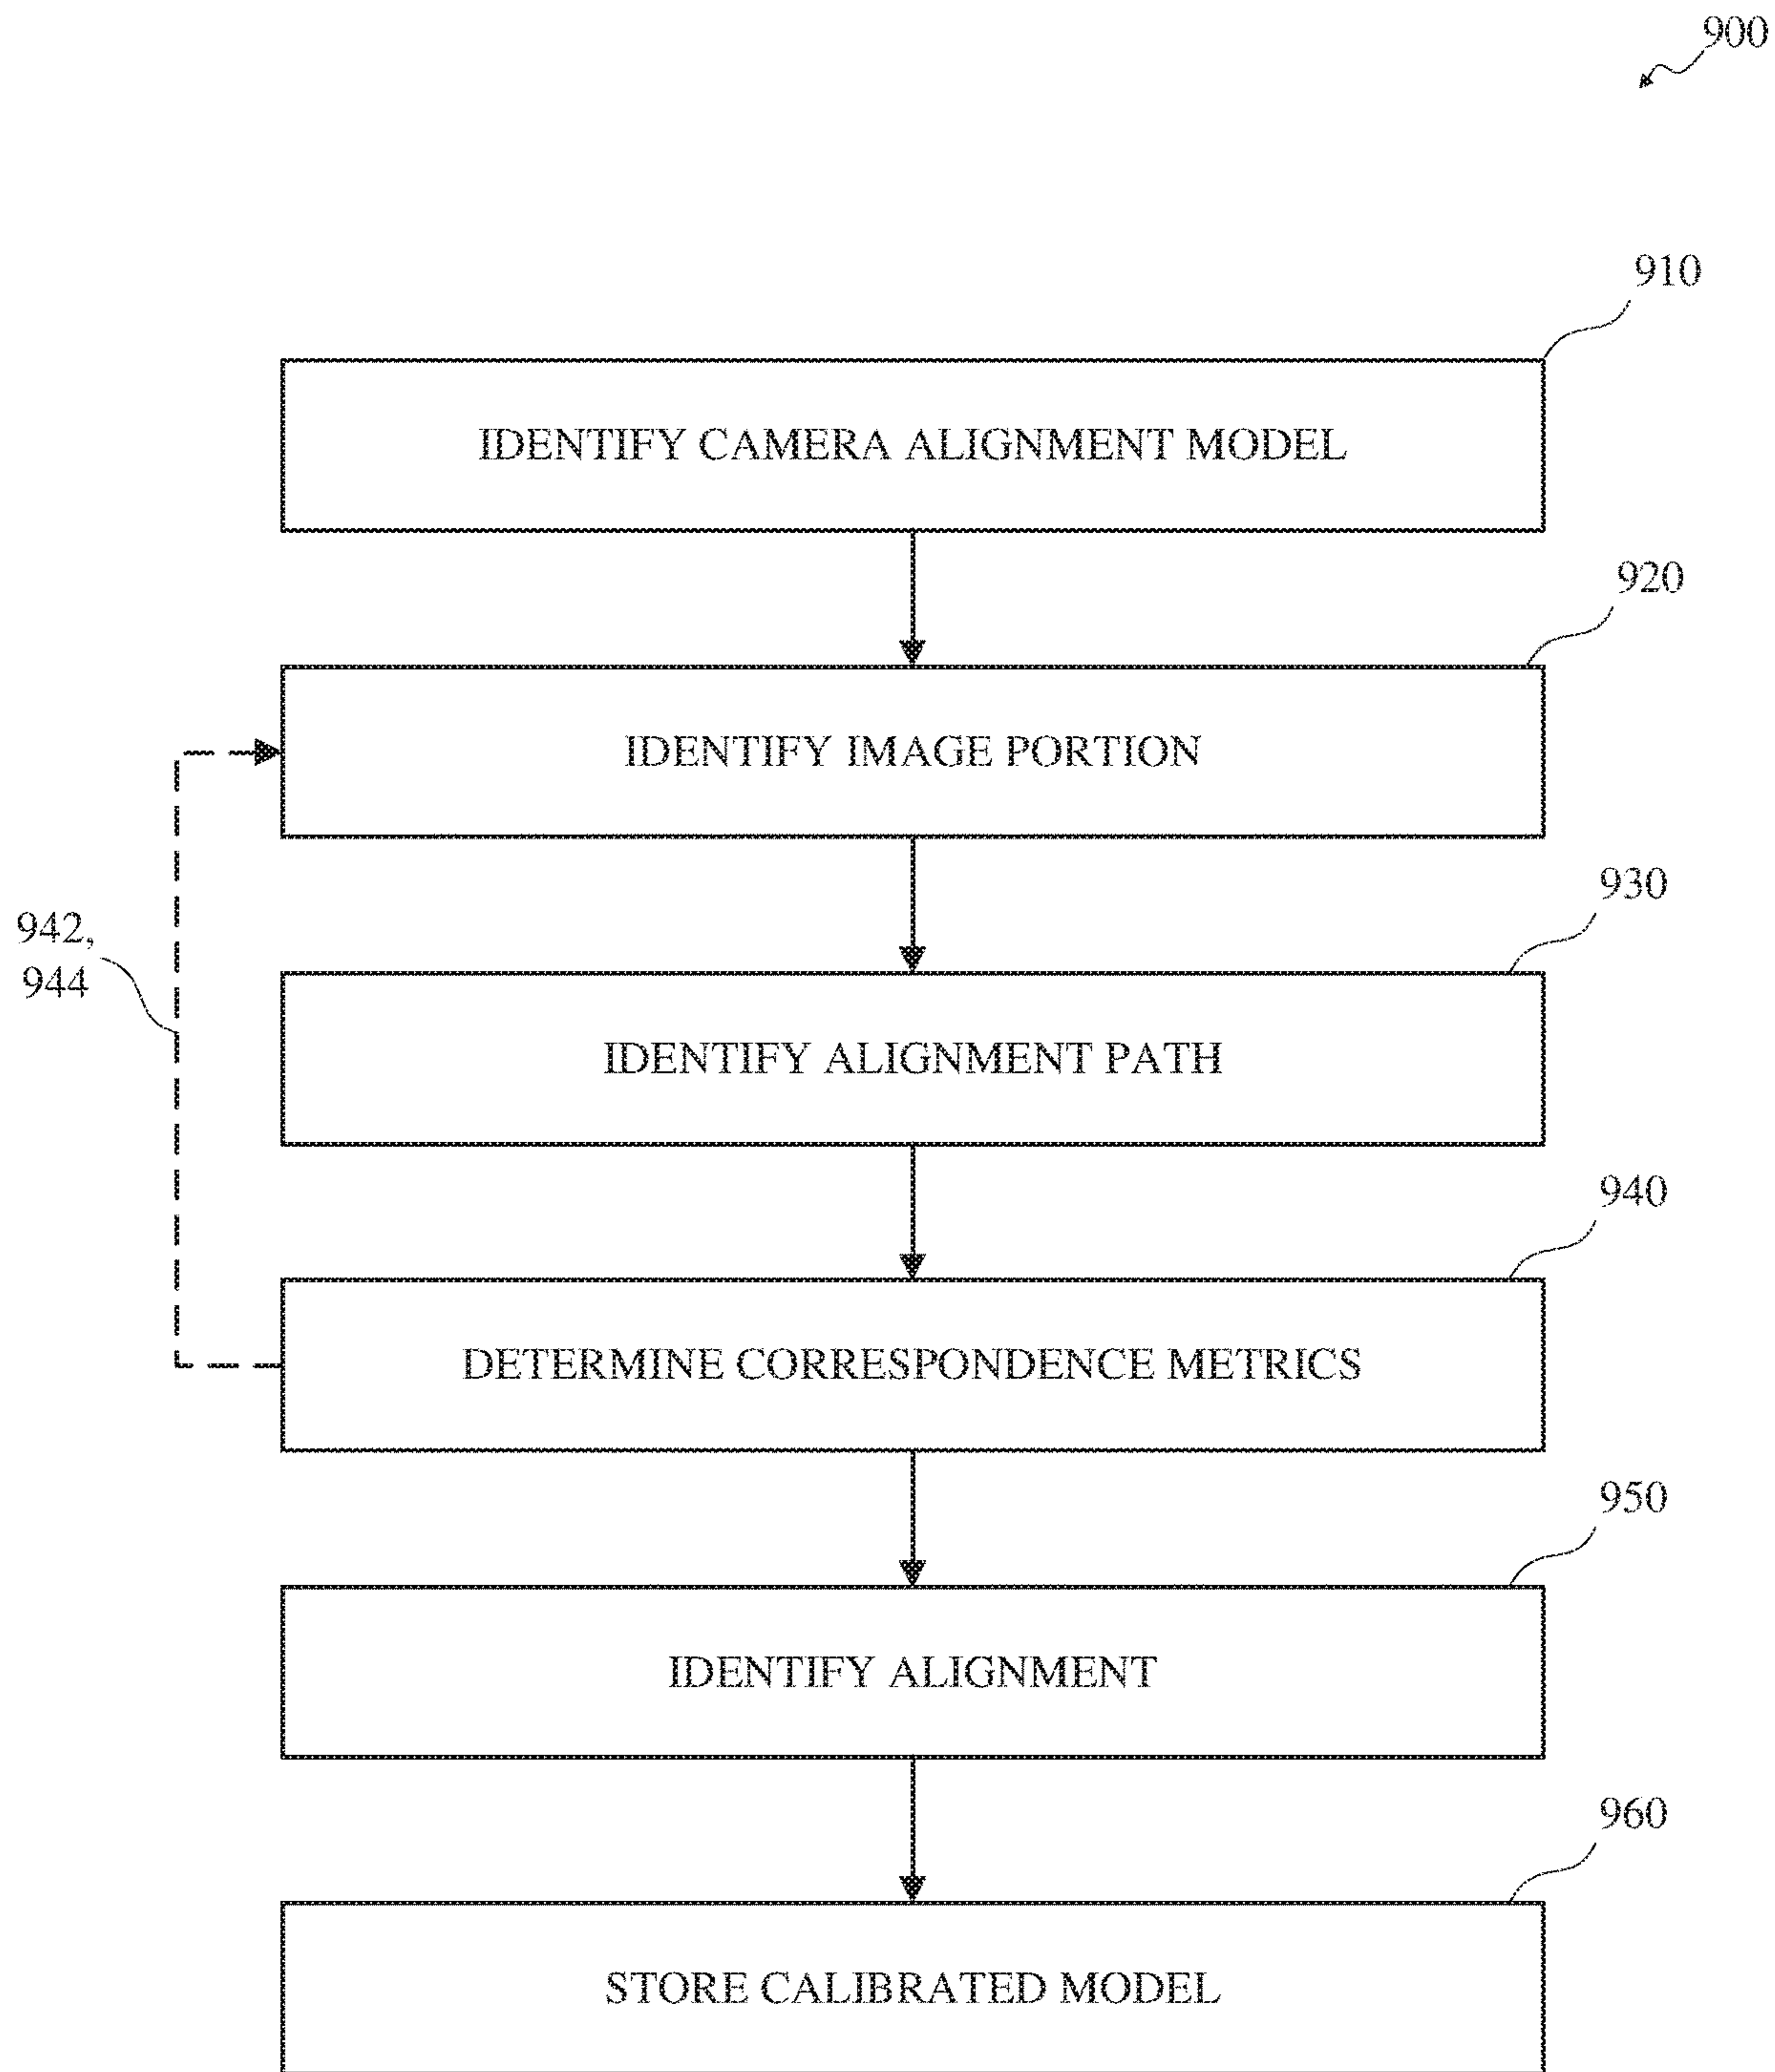 900
910
IDENTIFY CAMERA ALIGNMENT MODEL
920
IDENTIFY IMAGE PORTION
930
942,
944
IDENTIFY ALIGNMENT PATH
940
DETERMINE CORRESPONDENCE METRICS
950
IDENTIFY ALIGNMENT
960
STORE CALIBRATED MODEL